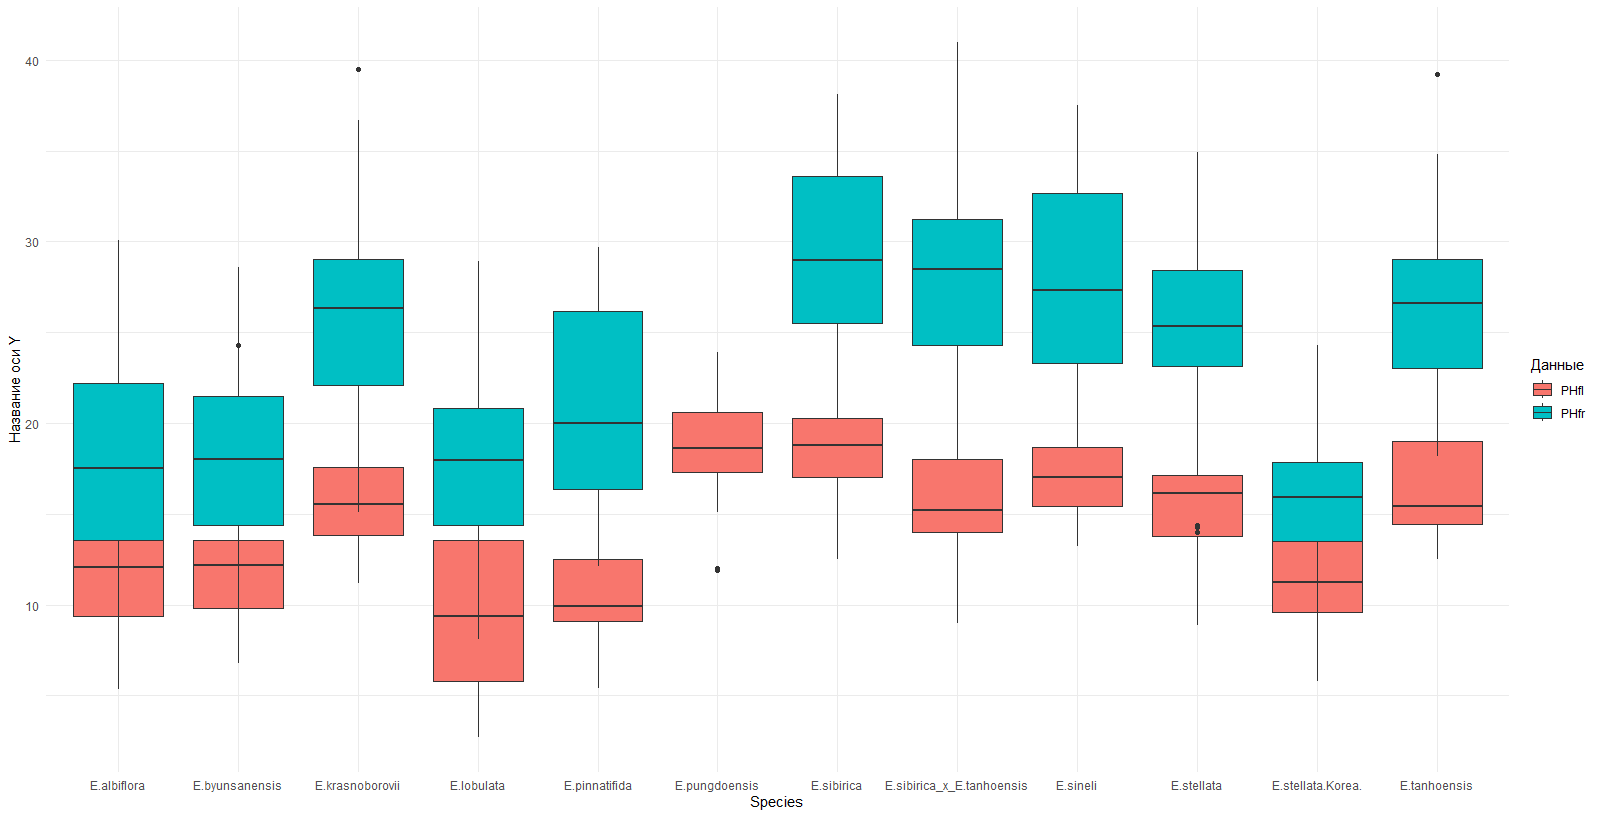 40
30
20
10
Название оси Y
E.albiflora
E.byunsanensis
E.krasnoborovii
E.lobulata
E.pinnatifida
E.pungdoensis
E.sibirica
E.sibirica_x_E.tanhoensis
E.sineli
E.stellata
E.stellata.Korea.
E.tanhoensis
Species
Данные
PHfl
PHfr